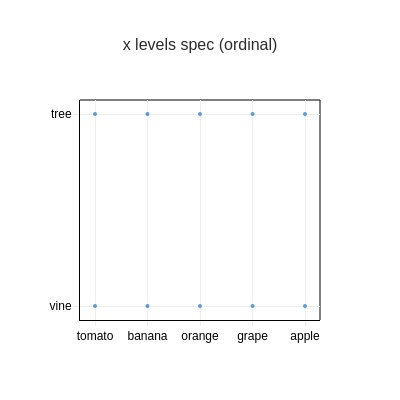 x levels spec (ordinal)
tree
vine
tomato banana orange grape apple